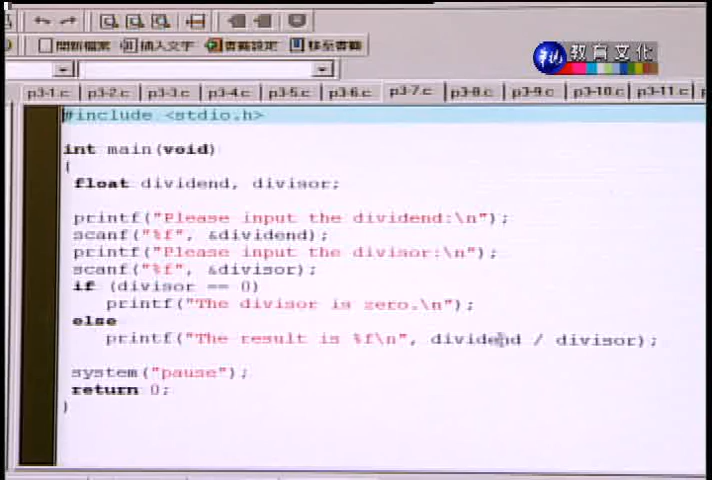 開新檔案 插入文字 書籤設定 移至書籤
華視 教育文化
p3-1.c p3-2.c p3-3.c p3-4.c p3-5.c p3-6.c p3-7.c p3-8.c p3-9.c p3-10.c p3-11.c
#include <stdio.h>
int main(void)
{
float dividend, divisor;
printf("Please input the dividend:\n");
scanf("%f", &dividend);
printf("Please input the divisor:\n");
scanf("%f", &divisor);
if (divisor == 0)
printf("The divisor is zero.\n");
else
printf("The result is %f\n", dividend / divisor);
system("pause");
return 0;
}